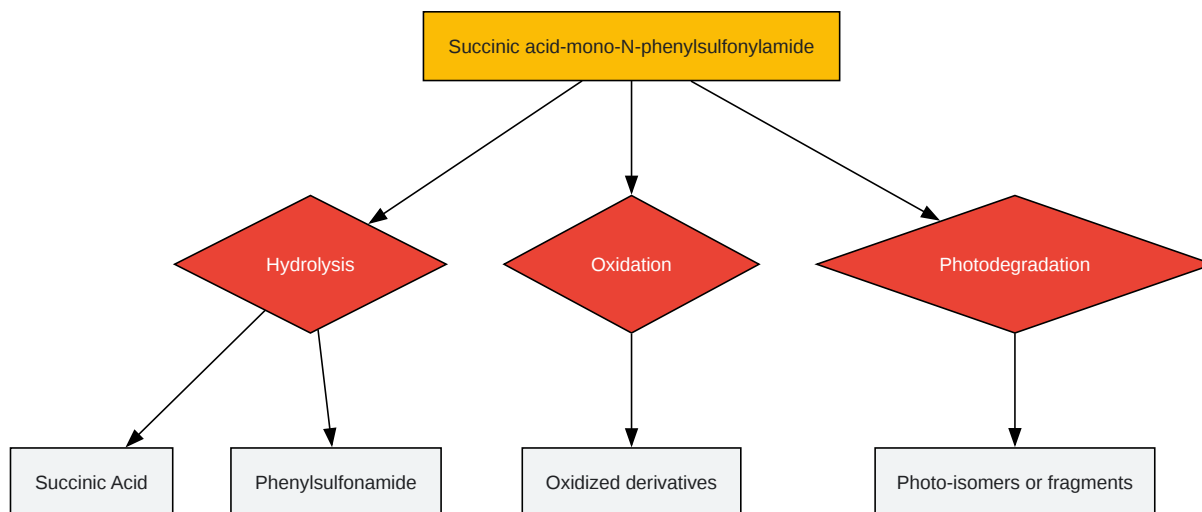 Succinic acid-mono-N-phenylsulfonylamide
Hydrolysis
Oxidation
Photodegradation
Succinic Acid
Phenylsulfonamide
Oxidized derivatives
Photo-isomers or fragments